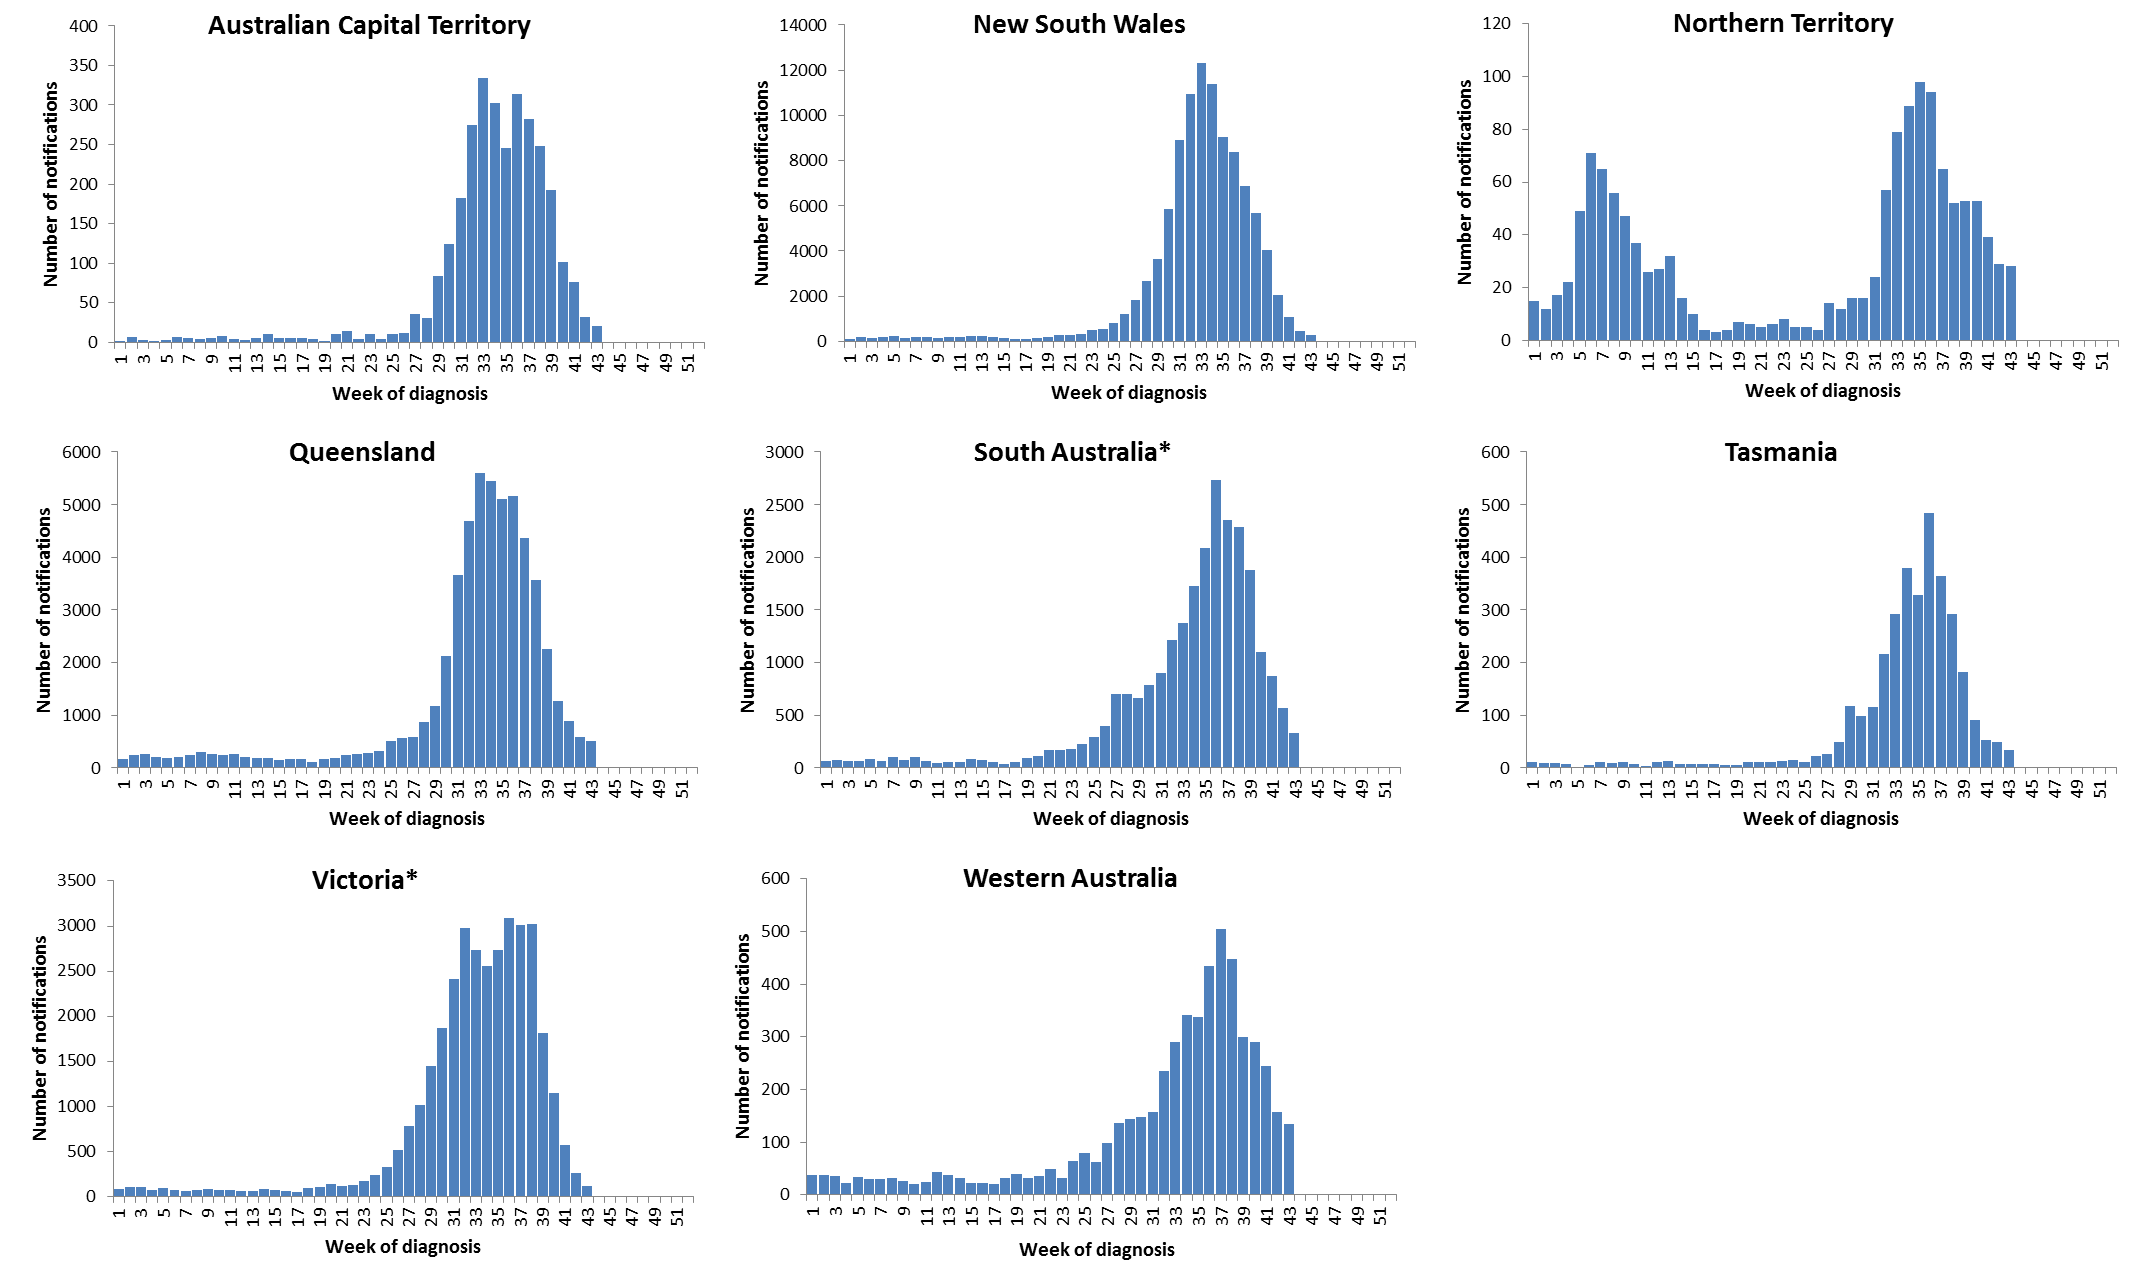 Australian Capital Territory
Number of notifications
400
350
300
250
200
150
100
50
0
1 3 5 7 9 11 13 15 17 19 21 23 25 27 29 31 33 35 37 39 41 43 45 47 49 51
Week of diagnosis
New South Wales
Number of notifications
14000
12000
10000
8000
6000
4000
2000
0
1 3 5 7 9 11 13 15 17 19 21 23 25 27 29 31 33 35 37 39 41 43 45 47 49 51
Week of diagnosis
Northern Territory
Number of notifications
120
100
80
60
40
20
0
1 3 5 7 9 11 13 15 17 19 21 23 25 27 29 31 33 35 37 39 41 43 45 47 49 51
Week of diagnosis
Queensland
Number of notifications
6000
5000
4000
3000
2000
1000
0
1 3 5 7 9 11 13 15 17 19 21 23 25 27 29 31 33 35 37 39 41 43 45 47 49 51
Week of diagnosis
South Australia*
Number of notifications
3000
2500
2000
1500
1000
500
0
1 3 5 7 9 11 13 15 17 19 21 23 25 27 29 31 33 35 37 39 41 43 45 47 49 51
Week of diagnosis
Tasmania
Number of notifications
600
500
400
300
200
100
0
1 3 5 7 9 11 13 15 17 19 21 23 25 27 29 31 33 35 37 39 41 43 45 47 49 51
Week of diagnosis
Victoria*
Number of notifications
3500
3000
2500
2000
1500
1000
500
0
1 3 5 7 9 11 13 15 17 19 21 23 25 27 29 31 33 35 37 39 41 43 45 47 49 51
Week of diagnosis
Western Australia
Number of notifications
600
500
400
300
200
100
0
1 3 5 7 9 11 13 15 17 19 21 23 25 27 29 31 33 35 37 39 41 43 45 47 49 51
Week of diagnosis